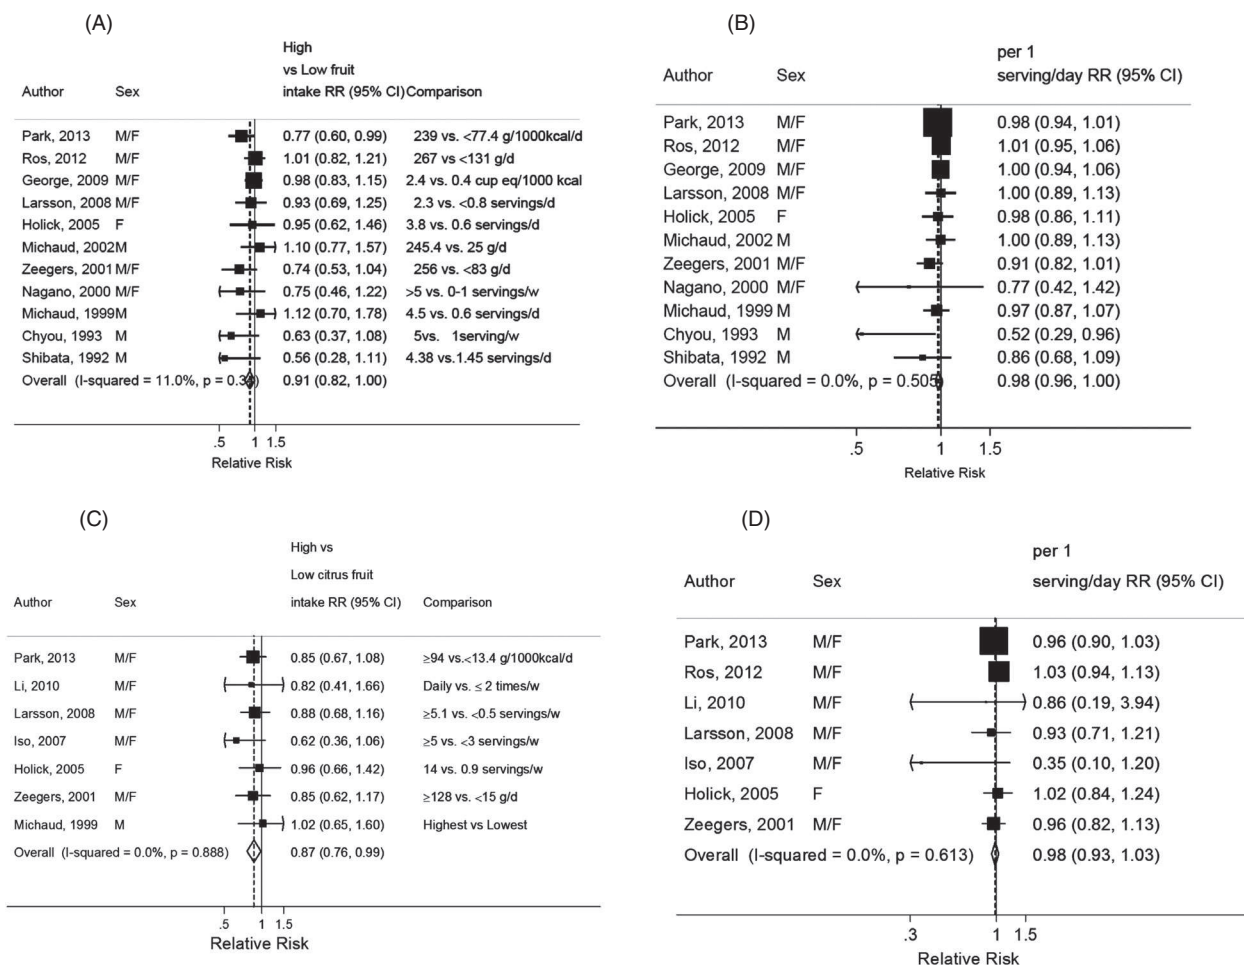 (A)
High
vs Low fruit
Author Sex intake RR (95% CI) Comparison
Park, 2013 M/F 0.77 (0.60, 0.99) 239 vs. <77.4 g/1000kcal/d
Ros, 2012 M/F 1.01 (0.82, 1.21) 267 vs <131 g/d
George, 2009 M/F 0.98 (0.83, 1.15) 2.4 vs. 0.4 cup eq/1000 kcal
Larsson, 2008 M/F 0.93 (0.69, 1.25) 2.3 vs. <0.8 servings/d
Holick, 2005 F 0.95 (0.62, 1.46) 3.8 vs. 0.6 servings/d
Michaud, 2002 M 1.10 (0.77, 1.57) 245.4 vs. 25 g/d
Zeegers, 2001 M/F 0.74 (0.53, 1.04) 256 vs. <83 g/d
Nagano, 2000 M/F 0.75 (0.46, 1.22) >5 vs. 0-1 servings/w
Michaud, 1999 M 1.12 (0.70, 1.78) 4.5 vs. 0.6 servings/d
Chyou, 1993 M 0.63 (0.37, 1.08) 5vs. 1serving/w
Shibata, 1992 M 0.56 (0.28, 1.11) 4.38 vs.1.45 servings/d
Overall (I-squared = 11.0%, p = 0.91 (0.82, 1.00)
.5 1 1.5
Relative Risk
(B)
per 1
Author Sex serving/day RR (95% CI)
Park, 2013 M/F 0.98 (0.94, 1.01)
Ros, 2012 M/F 1.01 (0.95, 1.06)
George, 2009 M/F 1.00 (0.94, 1.06)
Larsson, 2008 M/F 1.00 (0.89, 1.13)
Holick, 2005 F 0.98 (0.86, 1.11)
Michaud, 2002 M 1.00 (0.89, 1.13)
Zeegers, 2001 M/F 0.91 (0.82, 1.01)
Nagano, 2000 M/F 0.77 (0.42, 1.42)
Michaud, 1999 M 0.97 (0.87, 1.07)
Chyou, 1993 M 0.52 (0.29, 0.96)
Shibata, 1992 M 0.86 (0.68, 1.09)
Overall (I-squared = 0.0%, p = 0.505) 0.98 (0.96, 1.00)
.5 1 1.5
Relative Risk
(C)
High vs
Low citrus fruit
Author Sex intake RR (95% CI) Comparison
Park, 2013 M/F 0.85 (0.67, 1.08) ≥94 vs.<13.4 g/1000kcal/d
Li, 2010 M/F 0.82 (0.41, 1.66) Daily vs. ≤ 2 times/w
Larsson, 2008 M/F 0.88 (0.68, 1.16) ≥5.1 vs. <0.5 servings/w
Iso, 2007 M/F 0.62 (0.36, 1.06) ≥5 vs. <3 servings/w
Holick, 2005 F 0.96 (0.66, 1.42) 14 vs. 0.9 servings/w
Zeegers, 2001 M/F 0.85 (0.62, 1.17) ≥128 vs. <15 g/d
Michaud, 1999 M 1.02 (0.65, 1.60) Highest vs Lowest
Overall (I-squared = 0.0%, p = 0.888) 0.87 (0.76, 0.99)
.5 1 1.5
Relative Risk
(D)
per 1
Author Sex serving/day RR (95% CI)
Park, 2013 M/F 0.96 (0.90, 1.03)
Ros, 2012 M/F 1.03 (0.94, 1.13)
Li, 2010 M/F 0.86 (0.19, 3.94)
Larsson, 2008 M/F 0.93 (0.71, 1.21)
Iso, 2007 M/F 0.35 (0.10, 1.20)
Holick, 2005 F 1.02 (0.84, 1.24)
Zeegers, 2001 M/F 0.96 (0.82, 1.13)
Overall (I-squared = 0.0%, p = 0.613) 0.98 (0.93, 1.03)
.3 1 1.5
Relative Risk